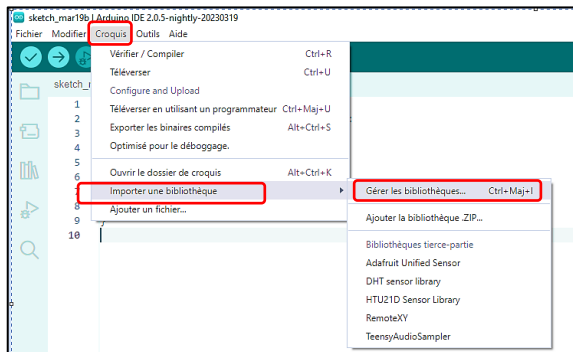 sketch_mar19b | Arduino IDE 2.0.5-nightly-20230319
Fichier Modifier Croquis Outils Aide
Vérifier / Compiler Ctrl+R
Téléverser Ctrl+U
Configure and Upload
Téléverser en utilisant un programmateur Ctrl+Maj+U
Exporter les binaires compilés Alt+Ctrl+S
Optimisé pour le déboggage.
Ouvrir le dossier de croquis Alt+Ctrl+K
Importer une bibliothèque
Ajouter un fichier...
Gérer les bibliothèques... Ctrl+Maj+I
Ajouter la bibliothèque .ZIP...
Bibliothèques tierce-partie
Adafruit Unified Sensor
DHT sensor library
HTU21D Sensor Library
RemoteXY
TeensyAudioSampler
sketch_
1
2
3
4
5
6
8
9
10